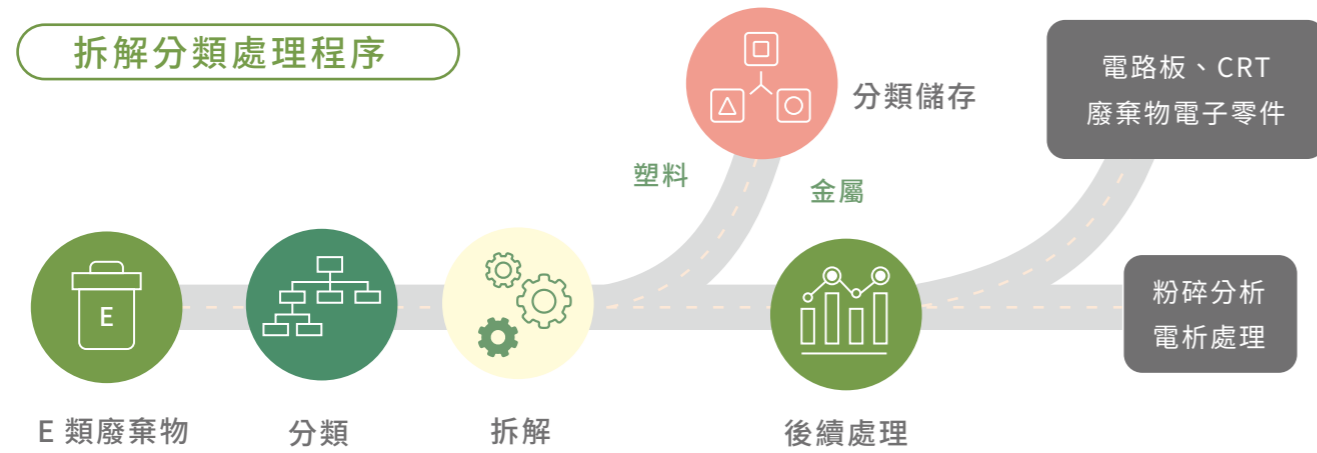 拆解分類處理程序
分類儲存
電路板、CRT
廢棄物電子零件
塑料
金屬
E
粉碎分析
電析處理
E 類廢棄物
分類
拆解
後續處理